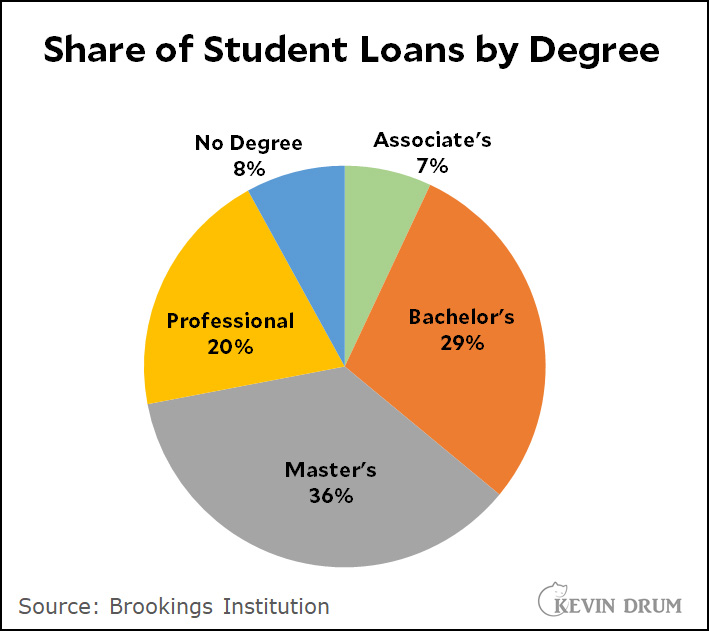 Share of Student Loans by Degree
No Degree
8%
Associate's
7%
Bachelor's
29%
Professional
20%
Master's
36%
Source: Brookings Institution
KEVIN DRUM